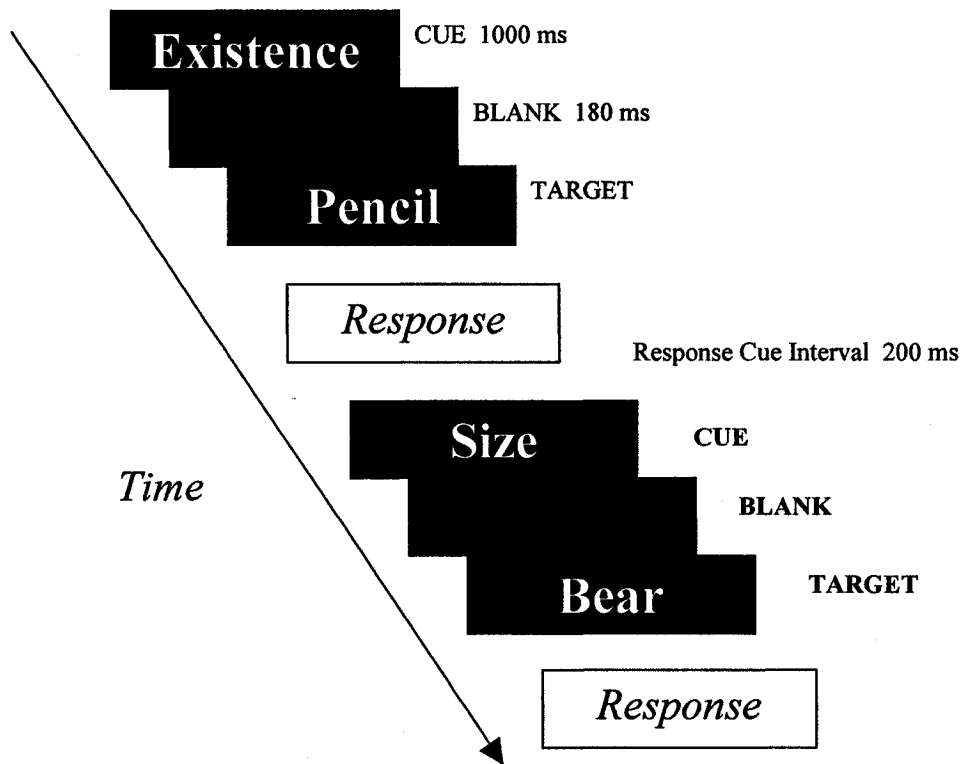 Existence
CUE 1000 ms
BLANK 180 ms
Pencil
TARGET
Response
Response Cue Interval 200 ms
Size
CUE
Time
BLANK
Bear
TARGET
Response